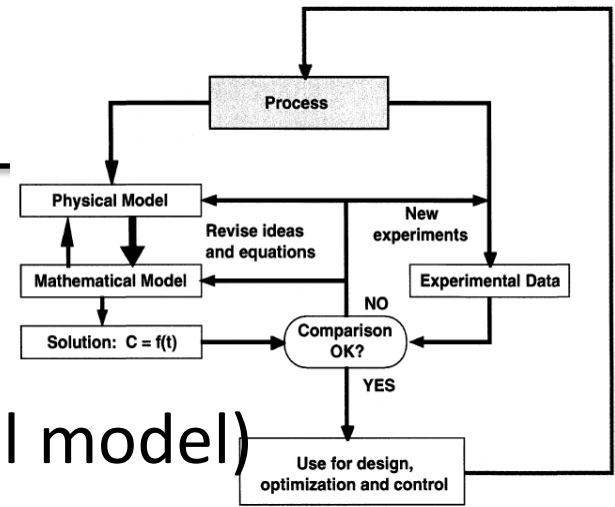 Process
Physical Model
Revise ideas
and equations
New
experiments
Mathematical Model
Experimental Data
NO
Solution: C = f(t)
Comparison
OK?
YES
l model)
Use for design,
optimization and control